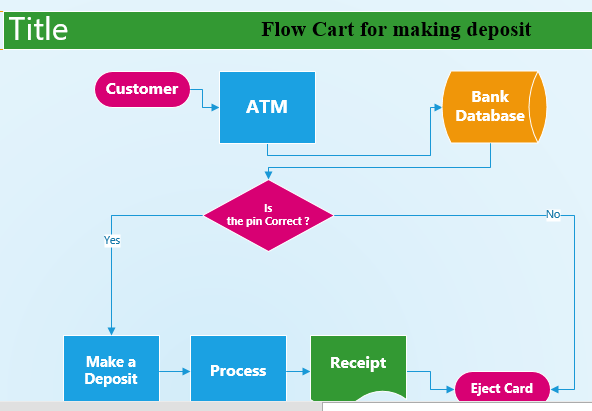 Title
Flow Cart for making deposit
Customer
ATM
Bank
Database
Is
the pin Correct ?
No
Yes
Make a
Deposit
Process
Receipt
Eject Card